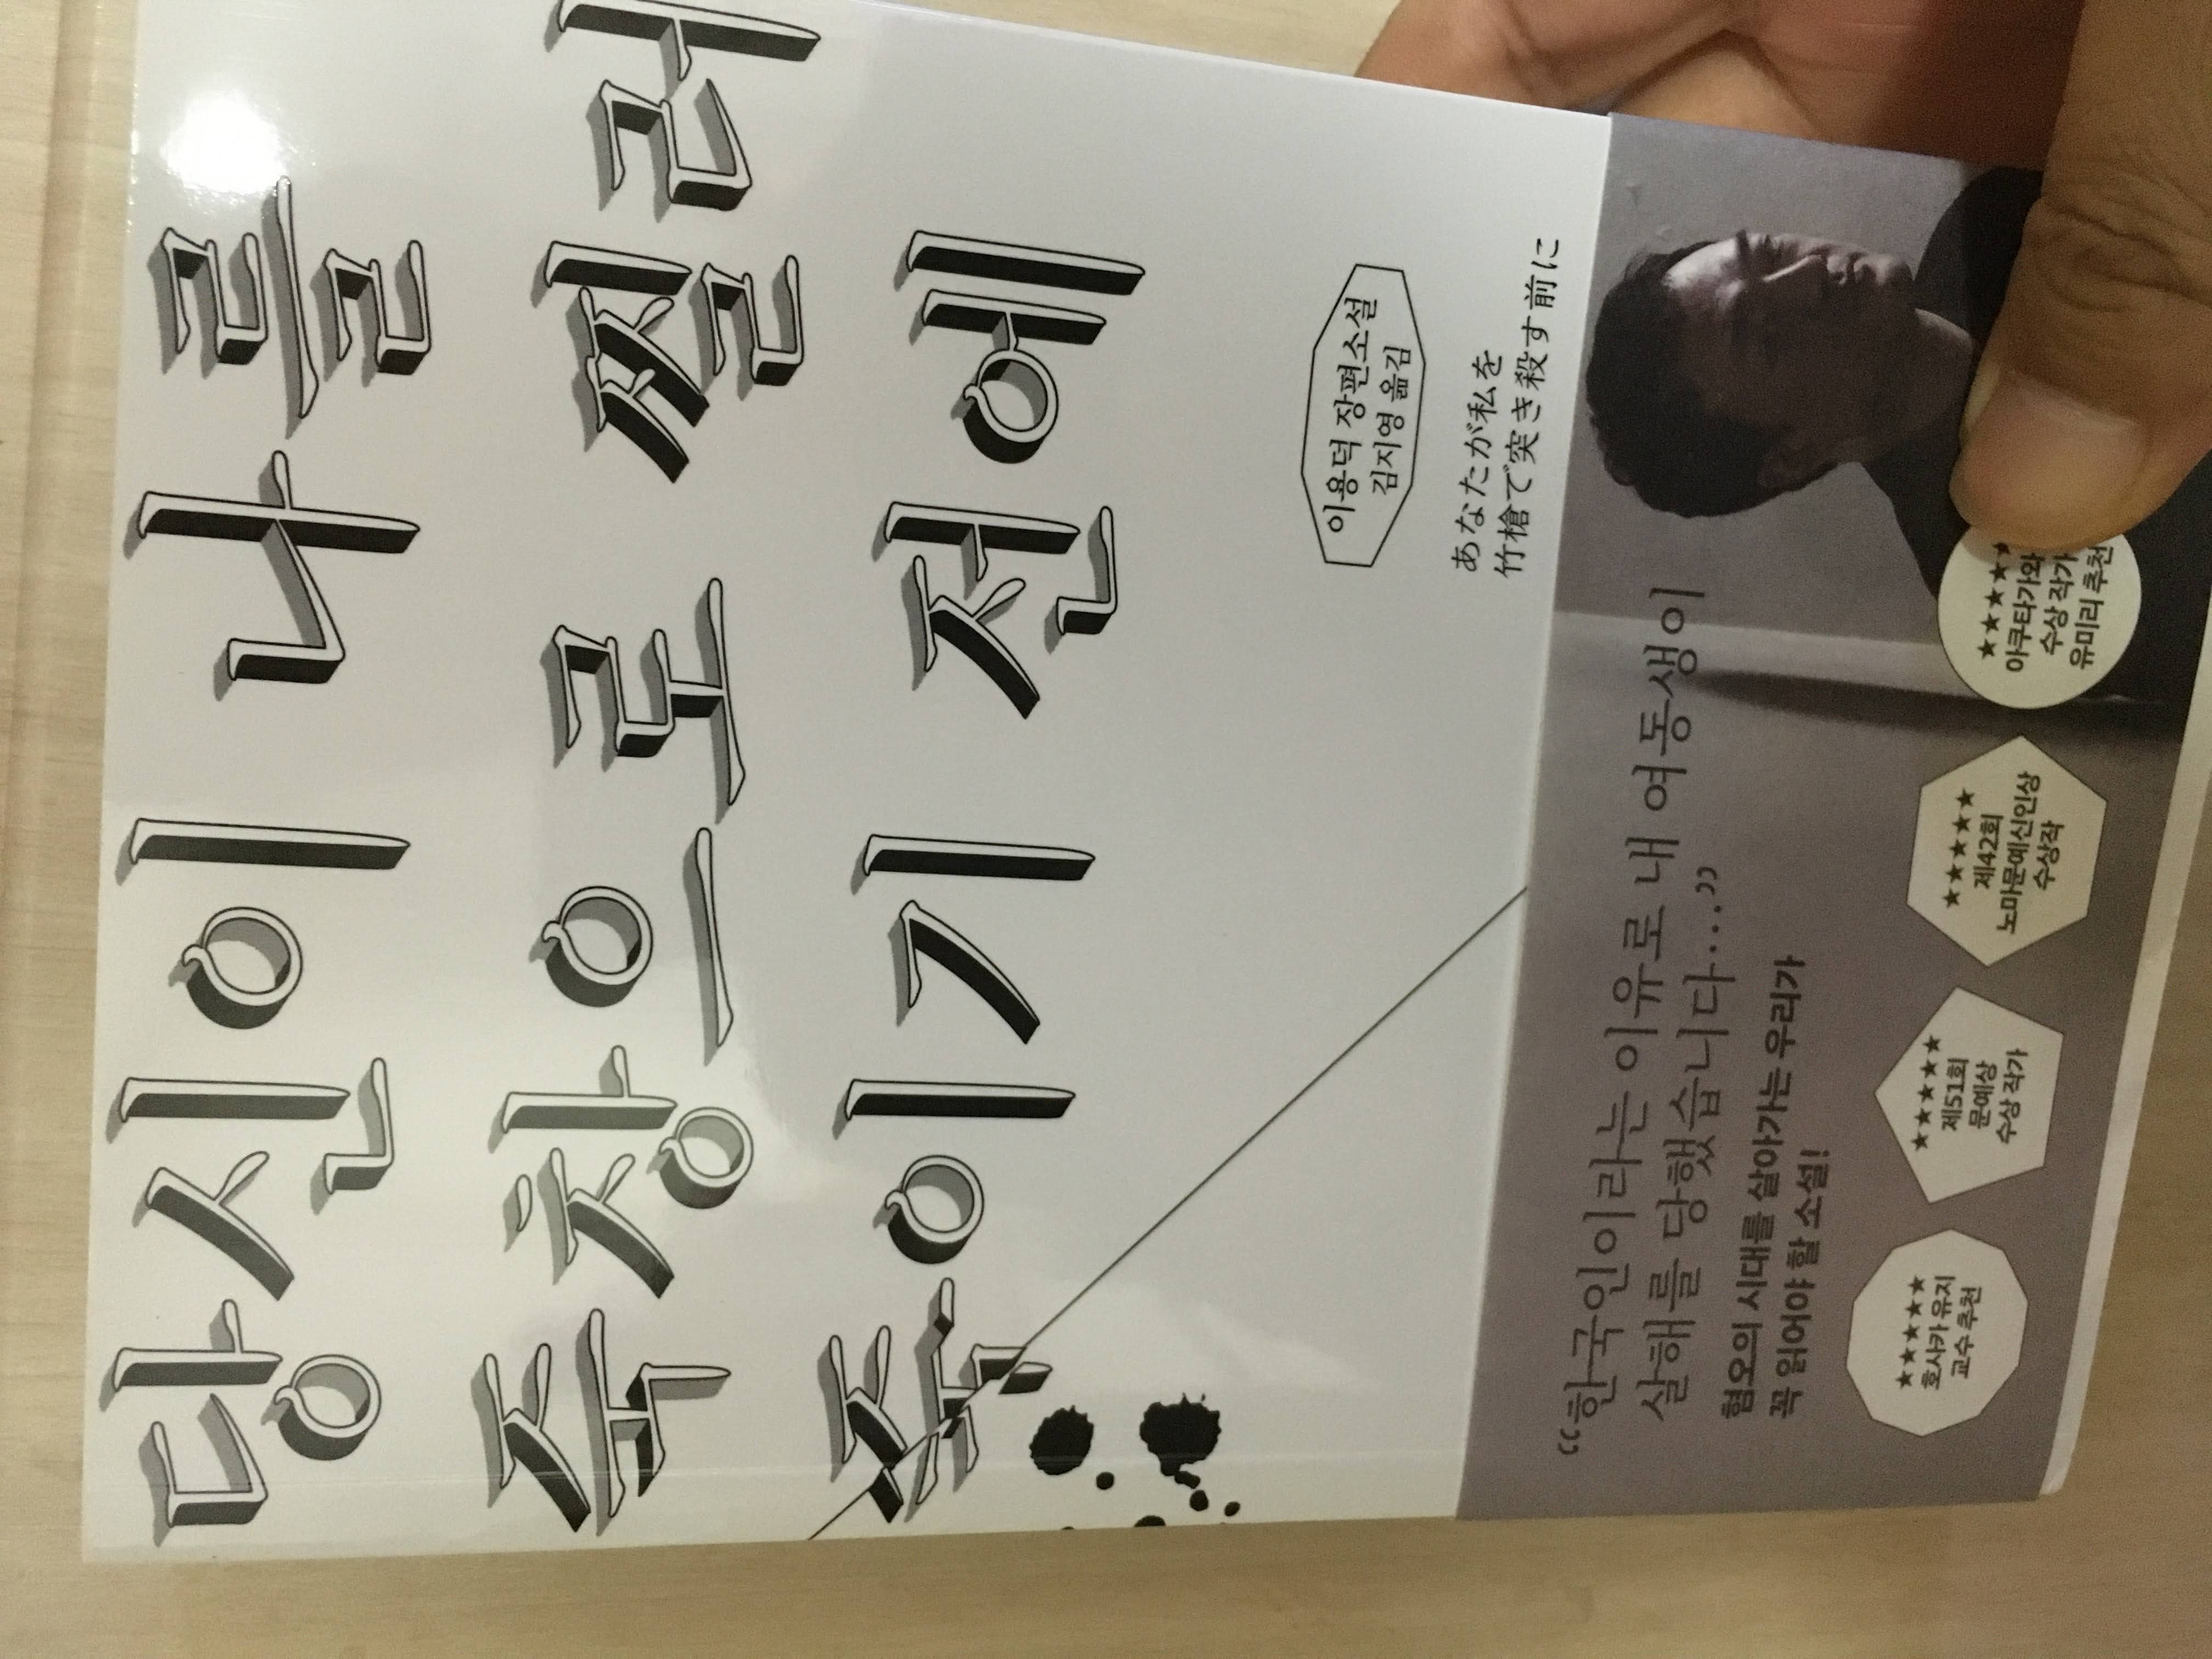 당신이 나를
죽창으로 찔러
죽이기 전에
이용덕 장편소설
김지영 옮김
あなたが私を
竹槍で突き殺す前に
“한국인이라는 이유로 내 여동생이
살해를 당했습니다…”
혐오의 시대를 살아가는 우리가
꼭 읽어야 할 소설!
★★★★★
호사카 유지
교수 추천
★★★★★
제51회
문예상
수상 작가
★★★★★
제42회
노마문예신인상
수상작
★★★★★
아쿠타가와
수상 작가
유미리 추천